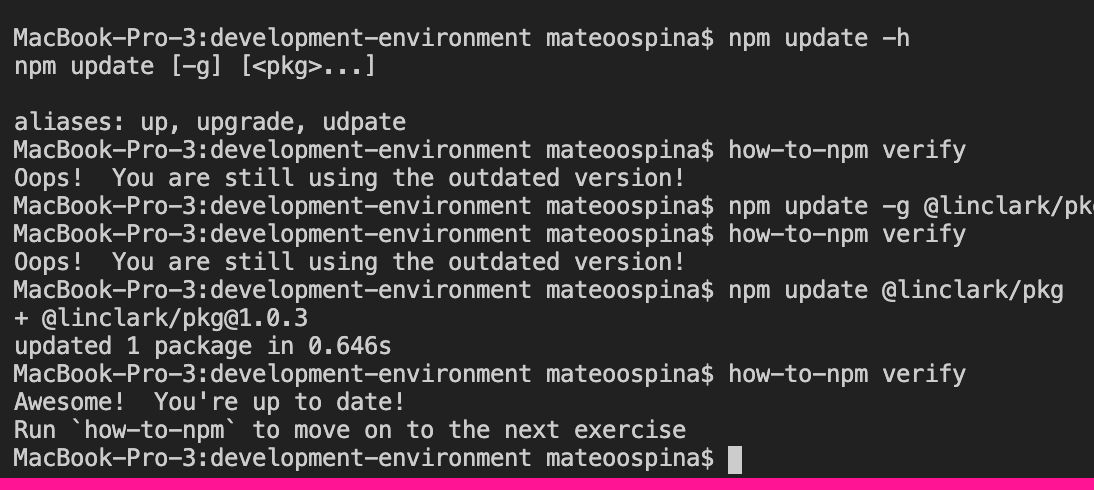 MacBook-Pro-3:development-environment mateoospina$ npm update -h
npm update [-g] [<pkg>...]
aliases: up, upgrade, udpate
MacBook-Pro-3:development-environment mateoospina$ how-to-npm verify
Oops!  You are still using the outdated version!
MacBook-Pro-3:development-environment mateoospina$ npm update -g @linclark/pkg
MacBook-Pro-3:development-environment mateoospina$ how-to-npm verify
Oops!  You are still using the outdated version!
MacBook-Pro-3:development-environment mateoospina$ npm update @linclark/pkg
+ @linclark/pkg@1.0.3
updated 1 package in 0.646s
MacBook-Pro-3:development-environment mateoospina$ how-to-npm verify
Awesome!  You're up to date!
Run `how-to-npm` to move on to the next exercise
MacBook-Pro-3:development-environment mateoospina$